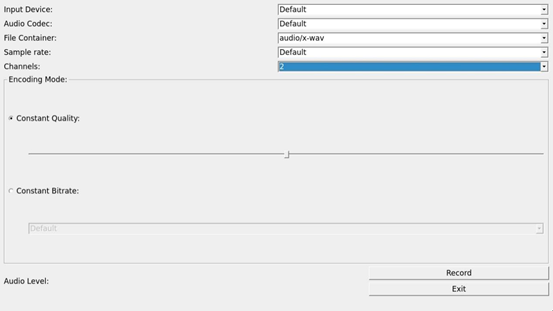 Input Device: Default
Audio Codec: Default
File Container: audio/x-wav
Sample rate: Default
Channels: 2
Encoding Mode:
Constant Quality:
Constant Bitrate:
Default
Audio Level:
Record
Exit